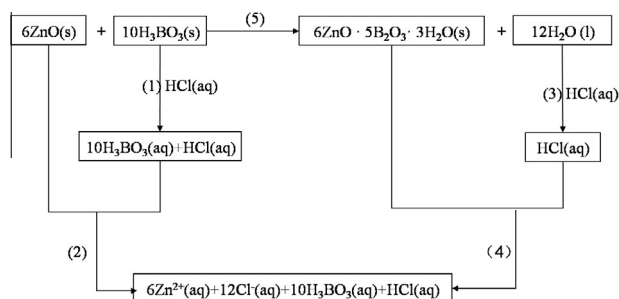 6ZnO(s) + 10H₃BO₃(s) (5) 6ZnO · 5B₂O₃· 3H₂O(s) + 12H₂O (l)
(1) HCl(aq) (3) HCl(aq)
10H₃BO₃(aq)+HCl(aq) HCl(aq)
(2) (4)
6Zn²⁺(aq)+12Cl⁻(aq)+10H₃BO₃(aq)+HCl(aq)